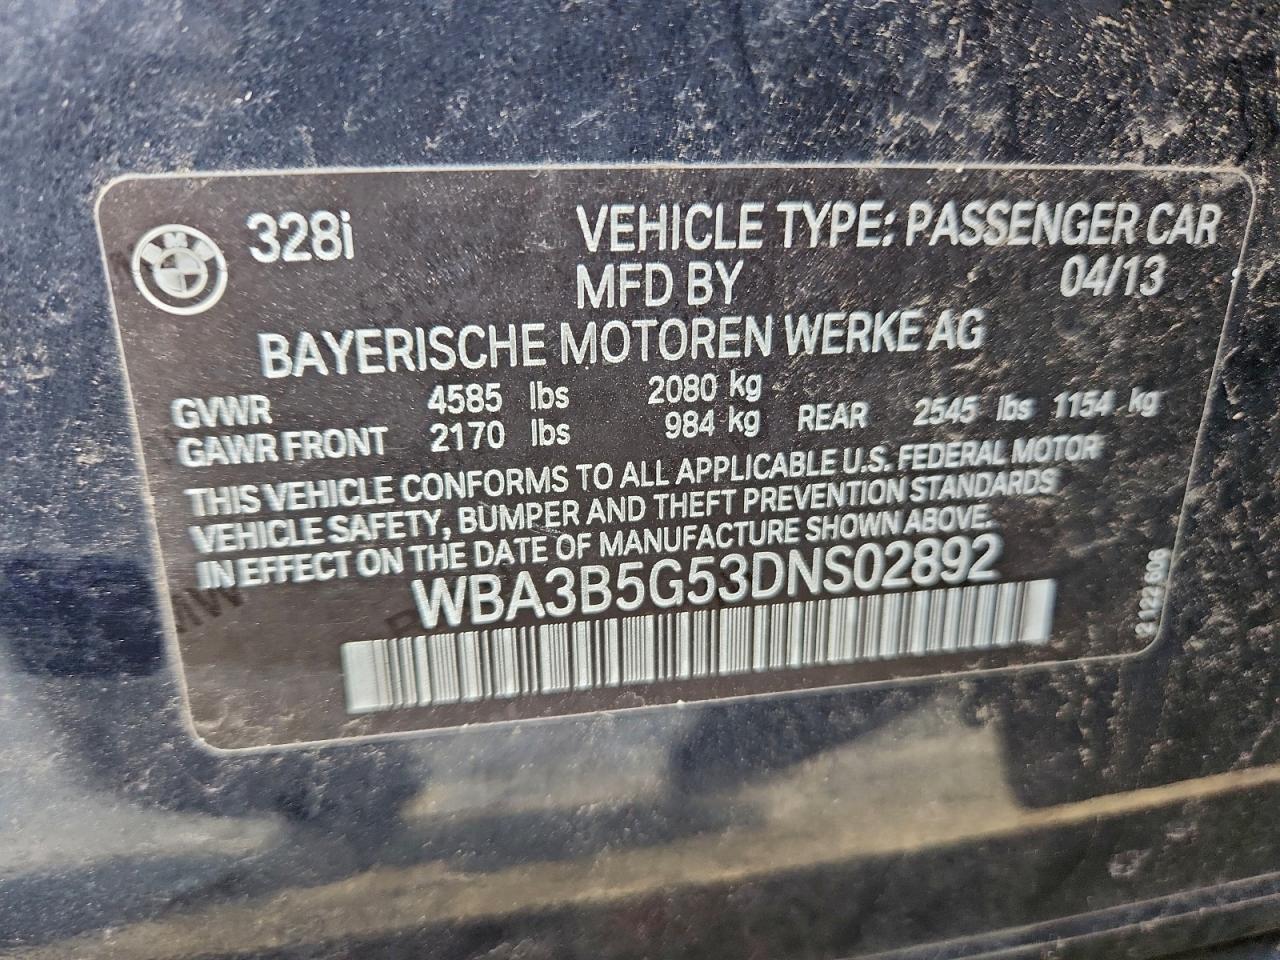 BMW
328i VEHICLE TYPE: PASSENGER CAR
MFD BY 04/13
BAYERISCHE MOTOREN WERKE AG
GVWR 4585 lbs 2080 kg
GAWR FRONT 2170 lbs 984 kg REAR 2545 lbs 1154 kg
THIS VEHICLE CONFORMS TO ALL APPLICABLE U.S. FEDERAL MOTOR
VEHICLE SAFETY, BUMPER AND THEFT PREVENTION STANDARDS
IN EFFECT ON THE DATE OF MANUFACTURE SHOWN ABOVE.
WBA3B5G53DNS02892